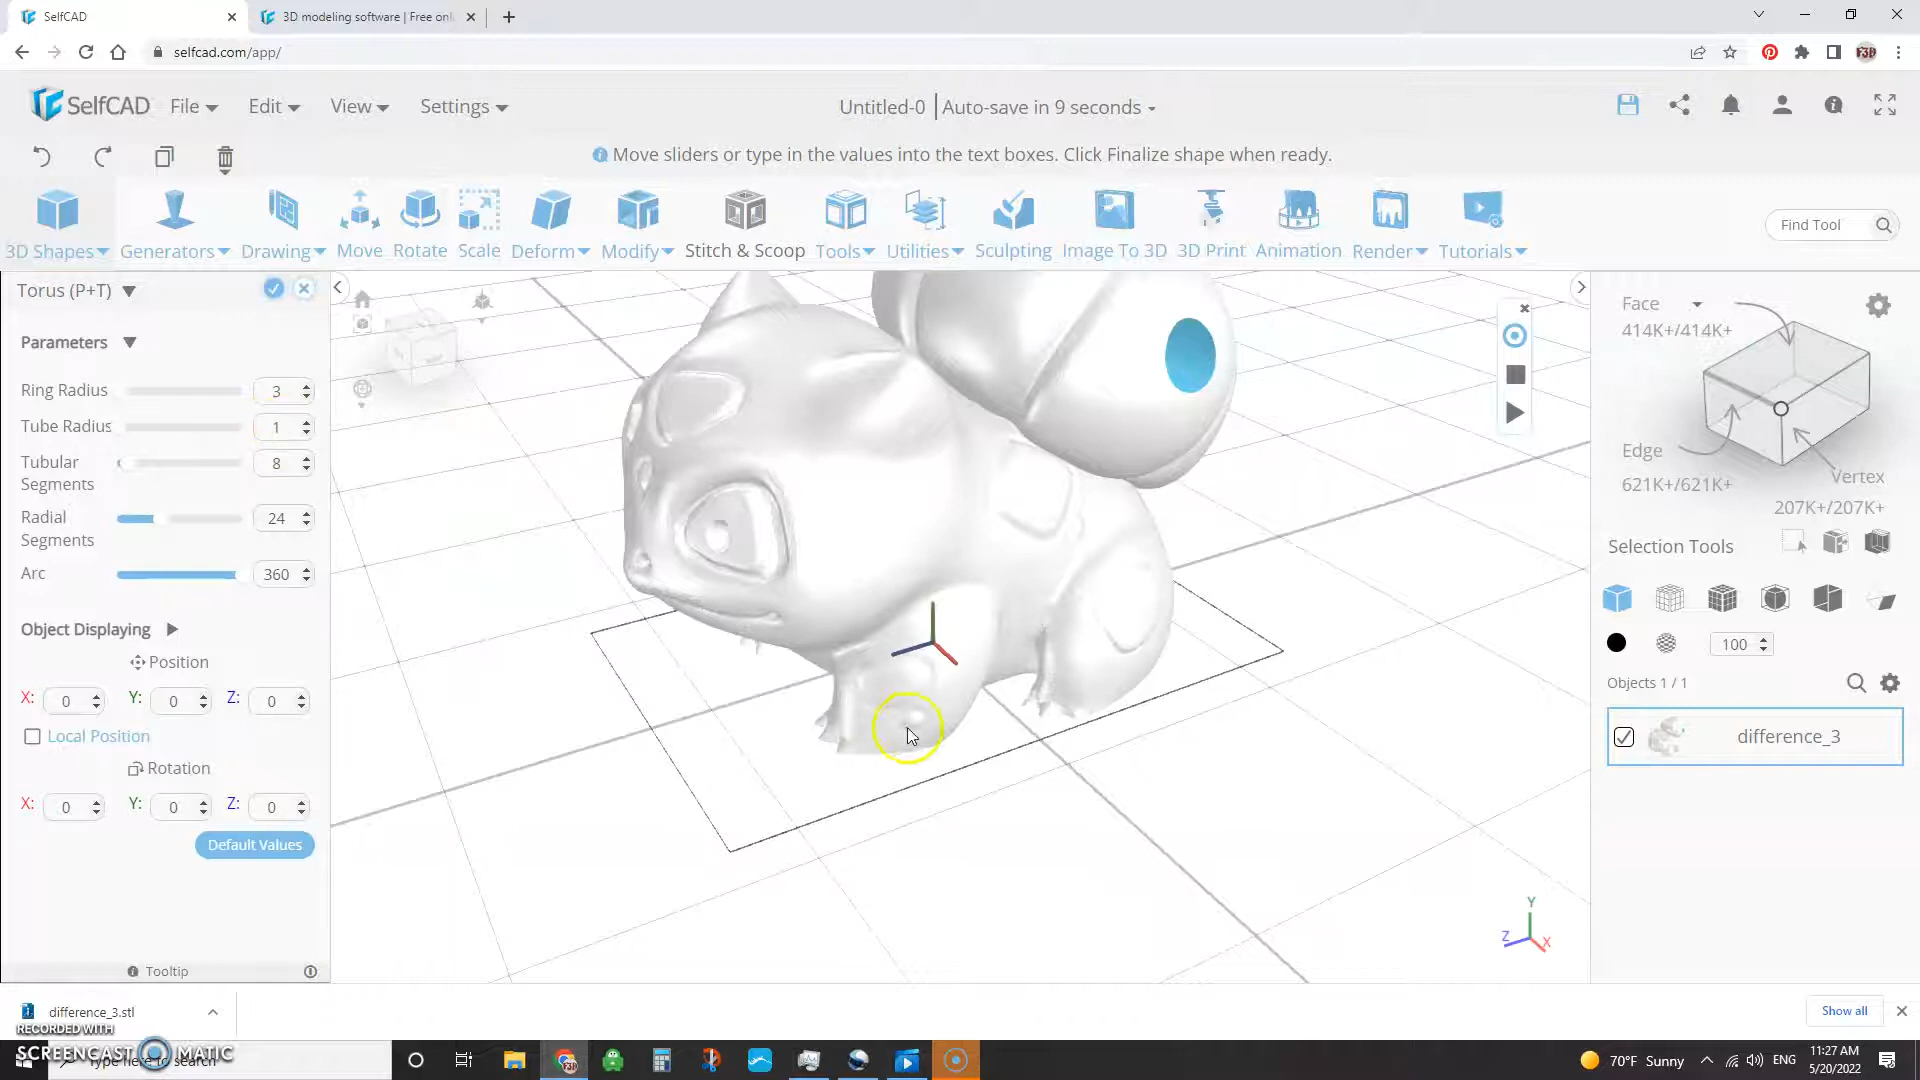 SelfCAD
3D modeling software | Free onl
selfcad.com/app/
SelfCAD File Edit View Settings
Untitled-0 Auto-save in 9 seconds
Move sliders or type in the values into the text boxes. Click Finalize shape when ready.
3D Shapes Generators Drawing Move Rotate Scale Deform Modify Stitch & Scoop Tools Utilities Sculpting Image To 3D 3D Print Animation Render Tutorials
Find Tool
Torus (P+T)
Parameters
Ring Radius 3
Tube Radius 1
Tubular Segments 8
Radial Segments 24
Arc 360
Object Displaying
Position
X: 0 Y: 0 Z: 0
Local Position
Rotation
X: 0 Y: 0 Z: 0
Default Values
Tooltip
Y
Z
X
Face
414K+/414K+
Edge
621K+/621K+
Vertex
207K+/207K+
Selection Tools
100
Objects 1 / 1
difference_3
difference_3.stl
Show all
RECORDED WITH
SCREENCAST MATIC
Type here to search
70°F Sunny
ENG
11:27 AM
5/20/2022